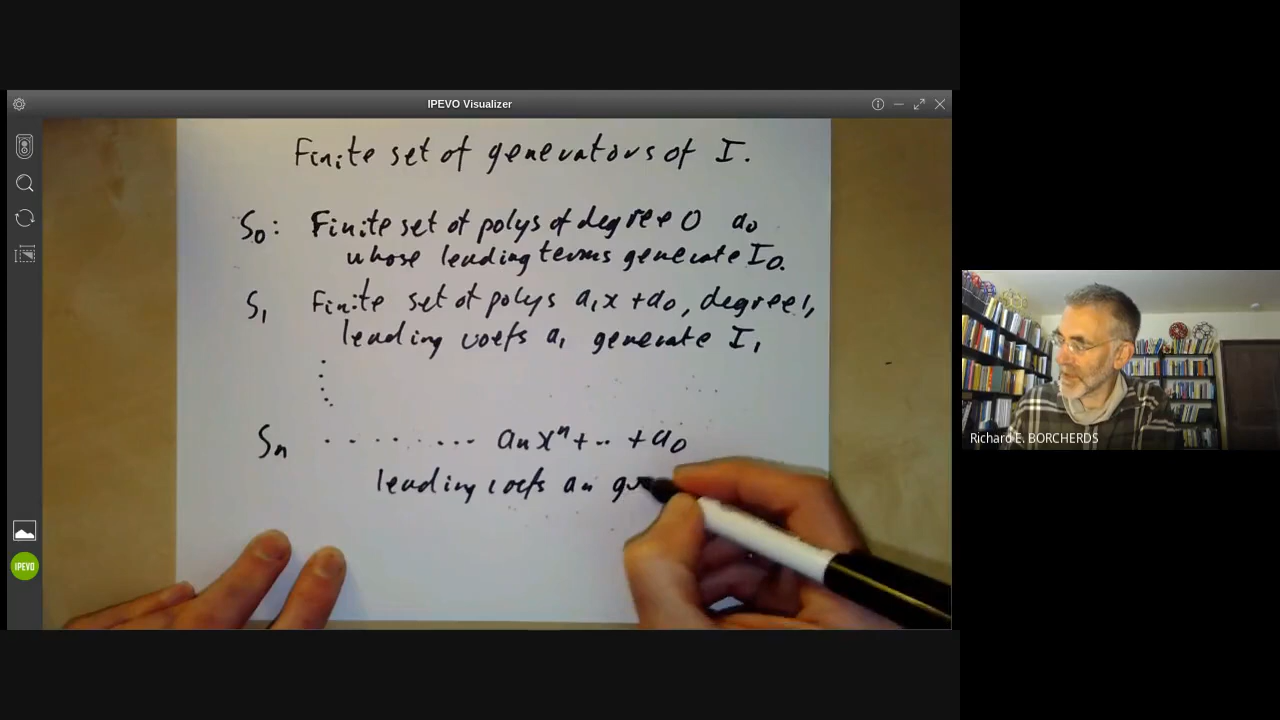 IPEVO Visualizer
Finite set of generators of I.
S₀: Finite set of polys of degree 0 a₀
whose leading terms generate I₀.
S₁ Finite set of polys a₁x + a₀, degree 1,
leading coefs a₁ generate I₁
Sₙ . . . . . . . . aₙxⁿ + .. + a₀
leading coefs aₙ
Richard E. BORCHERDS
IPEVO